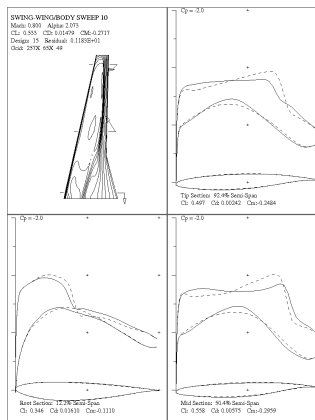 SWING-WING/BODY SWEEP 10
Mach: 0.800 Alpha: 2.073
CL: 0.533 CD: 0.01479 CM:-0.2717
Design: 15 Residual: 0.1183E+01
Grid: 257X 65X 49
Cp = -2.0
Tip Section: 92.4% Semi-Span
Cl: 0.497 Cd: 0.00242 Cm:-0.2484
Cp = -2.0
Root Section: 12.2% Semi-Span
Cl: 0.346 Cd: 0.01610 Cm:-0.1110
Cp = -2.0
Mid Section: 50.4% Semi-Span
Cl: 0.558 Cd: 0.00575 Cm:-0.2959